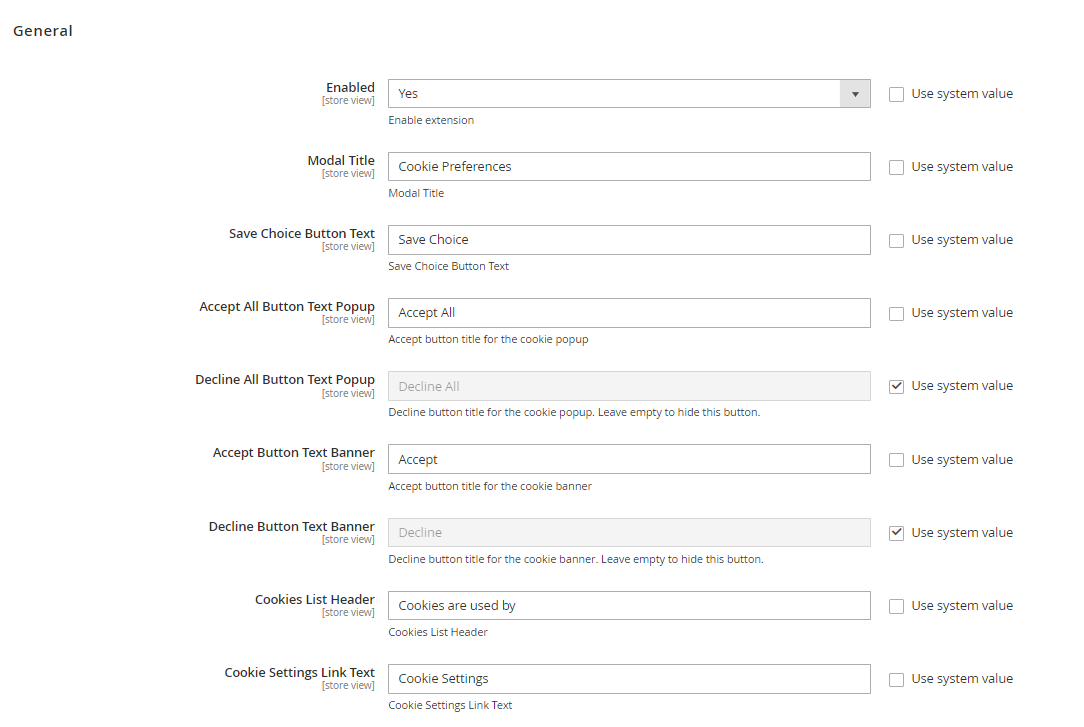 General
Enabled
[store view]
Yes
Use system value
Enable extension
Modal Title
[store view]
Cookie Preferences
Use system value
Modal Title
Save Choice Button Text
[store view]
Save Choice
Use system value
Save Choice Button Text
Accept All Button Text Popup
[store view]
Accept All
Use system value
Accept button title for the cookie popup
Decline All Button Text Popup
[store view]
Decline All
Use system value
Decline button title for the cookie popup. Leave empty to hide this button.
Accept Button Text Banner
[store view]
Accept
Use system value
Accept button title for the cookie banner
Decline Button Text Banner
[store view]
Decline
Use system value
Decline button title for the cookie banner. Leave empty to hide this button.
Cookies List Header
[store view]
Cookies are used by
Use system value
Cookies List Header
Cookie Settings Link Text
[store view]
Cookie Settings
Use system value
Cookie Settings Link Text